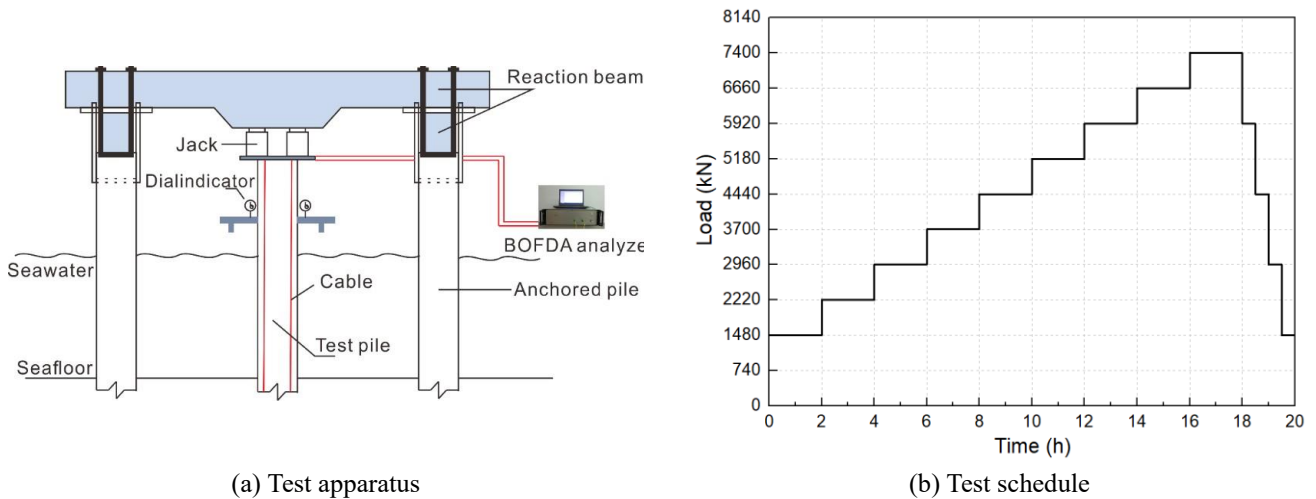 Reaction beam
Jack
Dialindicator
BOFDA analyze
Seawater
Cable
Anchored pile
Test pile
Seafloor
(a) Test apparatus
8140
7400
6660
5920
5180
4440
3700
2960
2220
1480
740
0
Load (kN)
0 2 4 6 8 10 12 14 16 18 20
Time (h)
(b) Test schedule